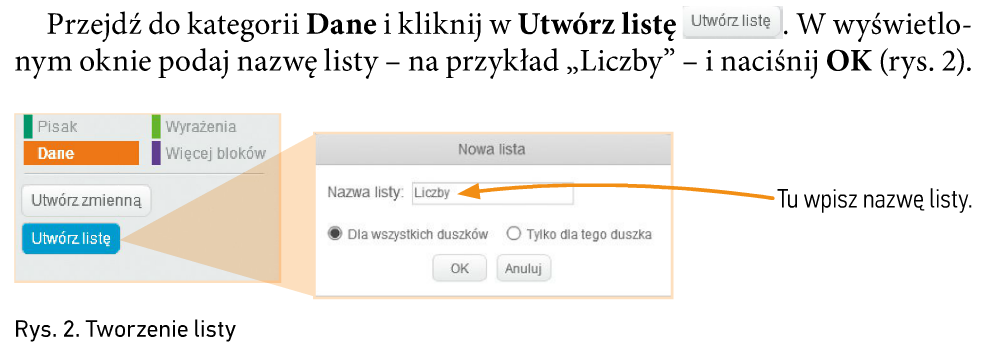 Przejdź do kategorii Dane i kliknij w Utwórz listę Utwórz listę. W wyświetlo-
nym oknie podaj nazwę listy – na przykład „Liczby” – i naciśnij OK (rys. 2).
Pisak Wyrażenia
Dane Więcej bloków
Utwórz zmienną
Utwórz listę
Nowa lista
Nazwa listy: Liczby
Tu wpisz nazwę listy.
Dla wszystkich duszków Tylko dla tego duszka
OK Anuluj
Rys. 2. Tworzenie listy